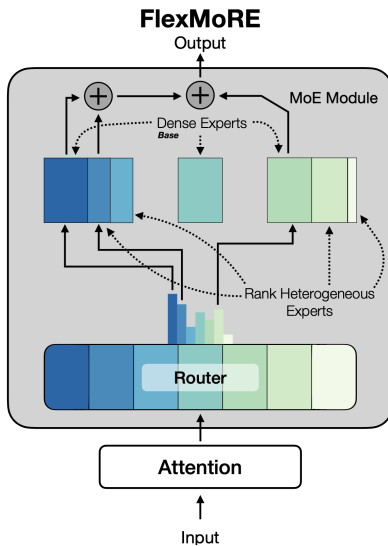 FlexMoRE
Output
MoE Module
Dense Experts
Base
Rank Heterogeneous
Experts
Router
Attention
Input